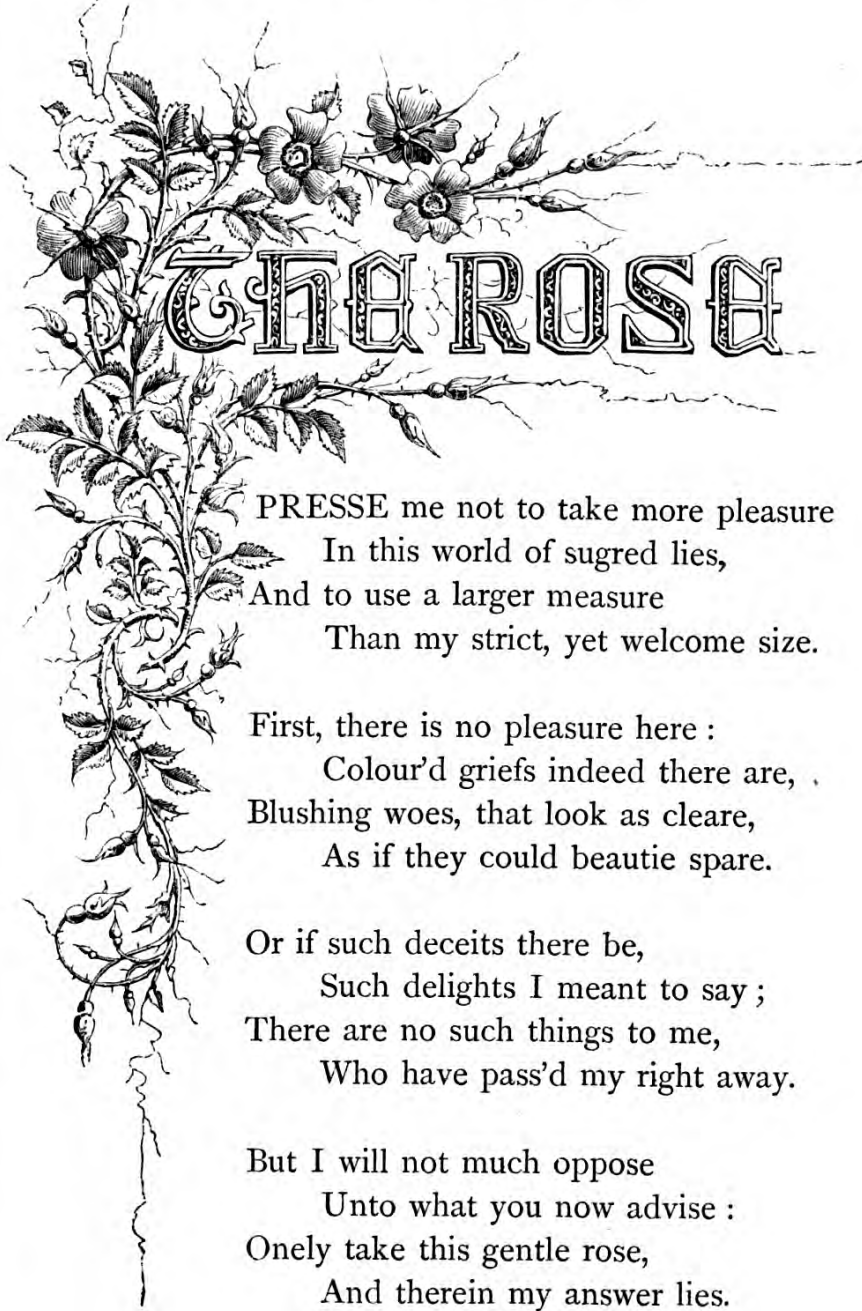 THE ROSE
PRESSE me not to take more pleasure
In this world of sugred lies,
And to use a larger measure
Than my strict, yet welcome size.
First, there is no pleasure here :
Colour'd griefs indeed there are,
Blushing woes, that look as cleare,
As if they could beautie spare.
Or if such deceits there be,
Such delights I meant to say ;
There are no such things to me,
Who have pass'd my right away.
But I will not much oppose
Unto what you now advise :
Onely take this gentle rose,
And therein my answer lies.